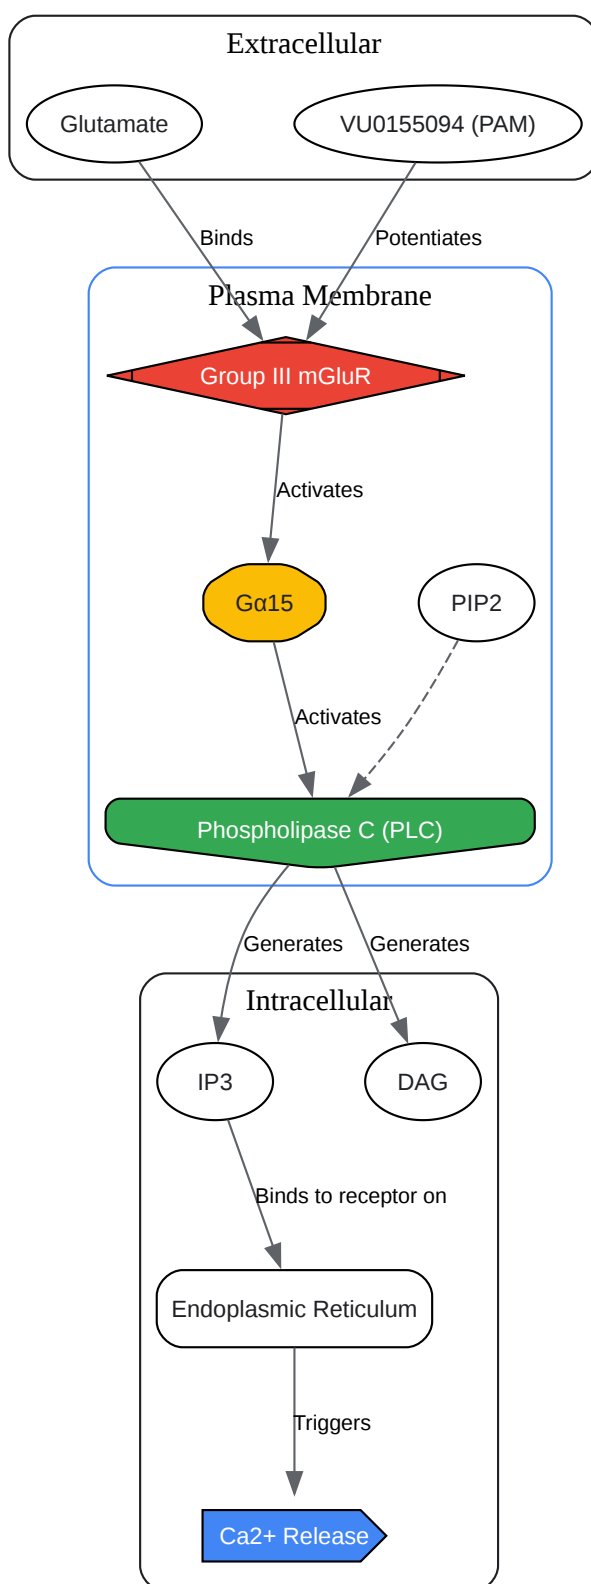 Extracellular
Glutamate
VU0155094 (PAM)
Binds
Potentiates
Plasma Membrane
Group III mGluR
Activates
Gα15
PIP2
Activates
Phospholipase C (PLC)
Generates
Generates
Intracellular
IP3
DAG
Binds to receptor on
Endoplasmic Reticulum
Triggers
Ca2+ Release